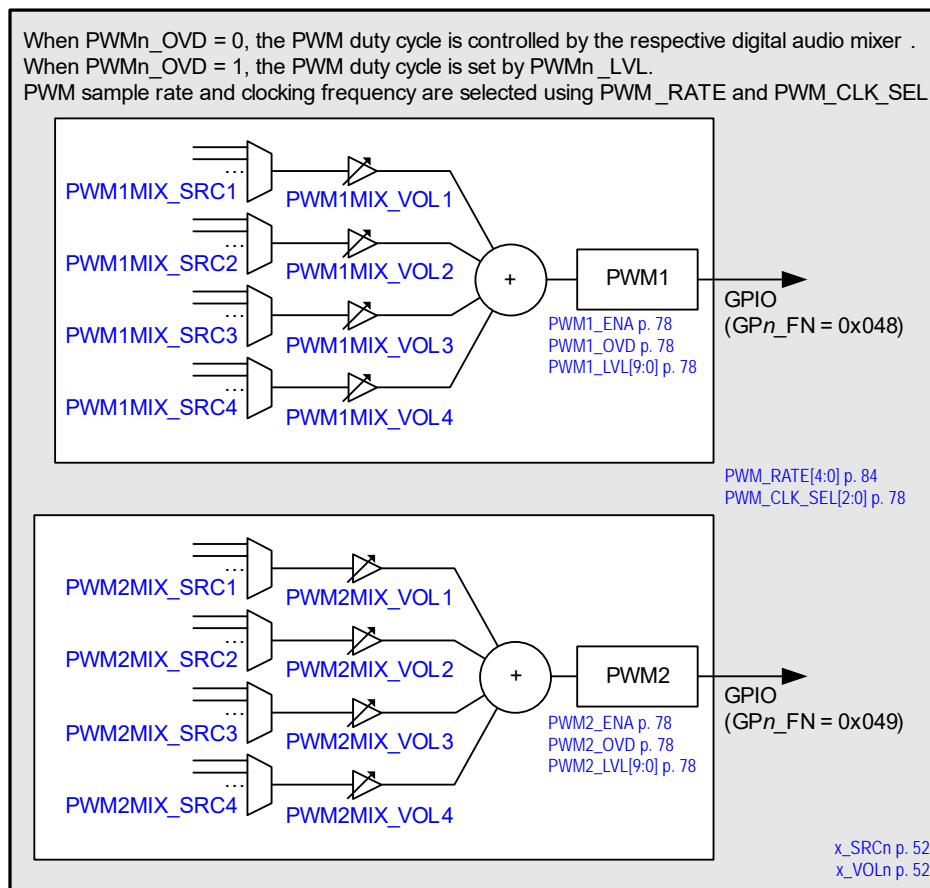 When PWMn_OVD = 0, the PWM duty cycle is controlled by the respective digital audio mixer .
When PWMn_OVD = 1, the PWM duty cycle is set by PWMn_LVL.
PWM sample rate and clocking frequency are selected using PWM_RATE and PWM_CLK_SEL
...
PWM1MIX_SRC1
PWM1MIX_VOL1
...
PWM1MIX_SRC2
PWM1MIX_VOL2
...
PWM1MIX_SRC3
PWM1MIX_VOL3
...
PWM1MIX_SRC4
PWM1MIX_VOL4
+
PWM1
PWM1_ENA p. 78
PWM1_OVD p. 78
PWM1_LVL[9:0] p. 78
GPIO
(GPn_FN = 0x048)
PWM_RATE[4:0] p. 84
PWM_CLK_SEL[2:0] p. 78
...
PWM2MIX_SRC1
PWM2MIX_VOL1
...
PWM2MIX_SRC2
PWM2MIX_VOL2
...
PWM2MIX_SRC3
PWM2MIX_VOL3
...
PWM2MIX_SRC4
PWM2MIX_VOL4
+
PWM2
PWM2_ENA p. 78
PWM2_OVD p. 78
PWM2_LVL[9:0] p. 78
GPIO
(GPn_FN = 0x049)
x_SRCn p. 52
x_VOLn p. 52